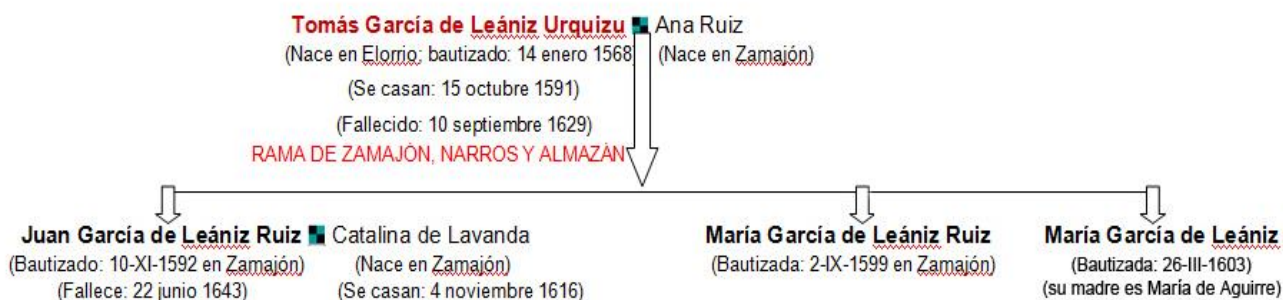 Tomás García de Leániz Urquizu Ana Ruiz
(Nace en Elorrio; bautizado: 14 enero 1568) (Nace en Zamajón)
(Se casan: 15 octubre 1591)
(Fallecido: 10 septiembre 1629)
RAMA DE ZAMAJÓN, NARROS Y ALMAZÁN
Juan García de Leániz Ruiz Catalina de Lavanda María García de Leániz Ruiz María García de Leániz
(Bautizado: 10-XI-1592 en Zamajón) (Nace en Zamajón) (Bautizada: 2-IX-1599 en Zamajón) (Bautizada: 26-III-1603)
(Fallece: 22 junio 1643) (Se casan: 4 noviembre 1616) (su madre es María de Aguirre)